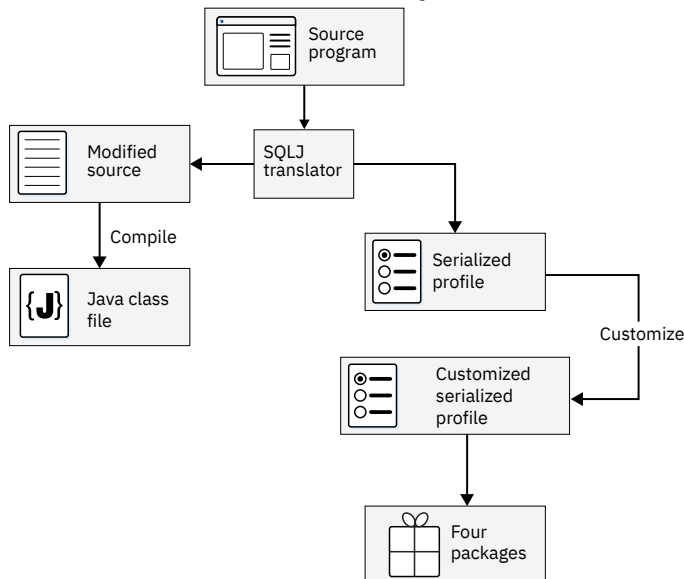 Source
program
SQLJ
translator
Modified
source
Compile
Serialized
profile
{J}
Java class
file
Customize
Customized
serialized
profile
Four
packages